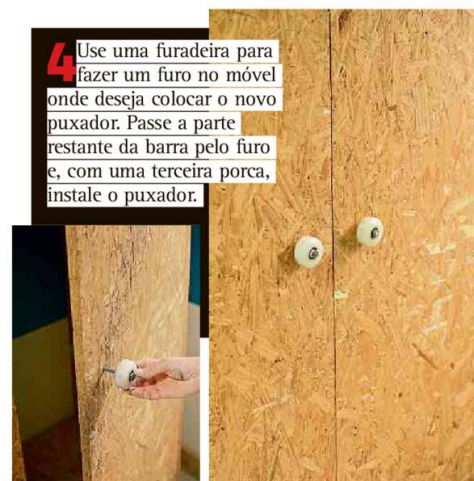 4 Use uma furadeira para
fazer um furo no móvel
onde deseja colocar o novo
puxador. Passe a parte
restante da barra pelo furo
e, com uma terceira porca,
instale o puxador.